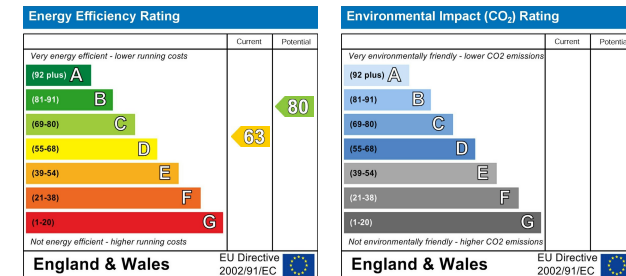 Energy Efficiency Rating
Current Potential
Very energy efficient - lower running costs
(92 plus) A
(81-91) B
(69-80) C
(55-68) D
(39-54) E
(21-38) F
(1-20) G
63
80
Not energy efficient - higher running costs
England & Wales
EU Directive
2002/91/EC
Environmental Impact (CO₂) Rating
Current Potential
Very environmentally friendly - lower CO2 emissions
(92 plus) A
(81-91) B
(69-80) C
(55-68) D
(39-54) E
(21-38) F
(1-20) G
Not environmentally friendly - higher CO2 emissions
England & Wales
EU Directive
2002/91/EC